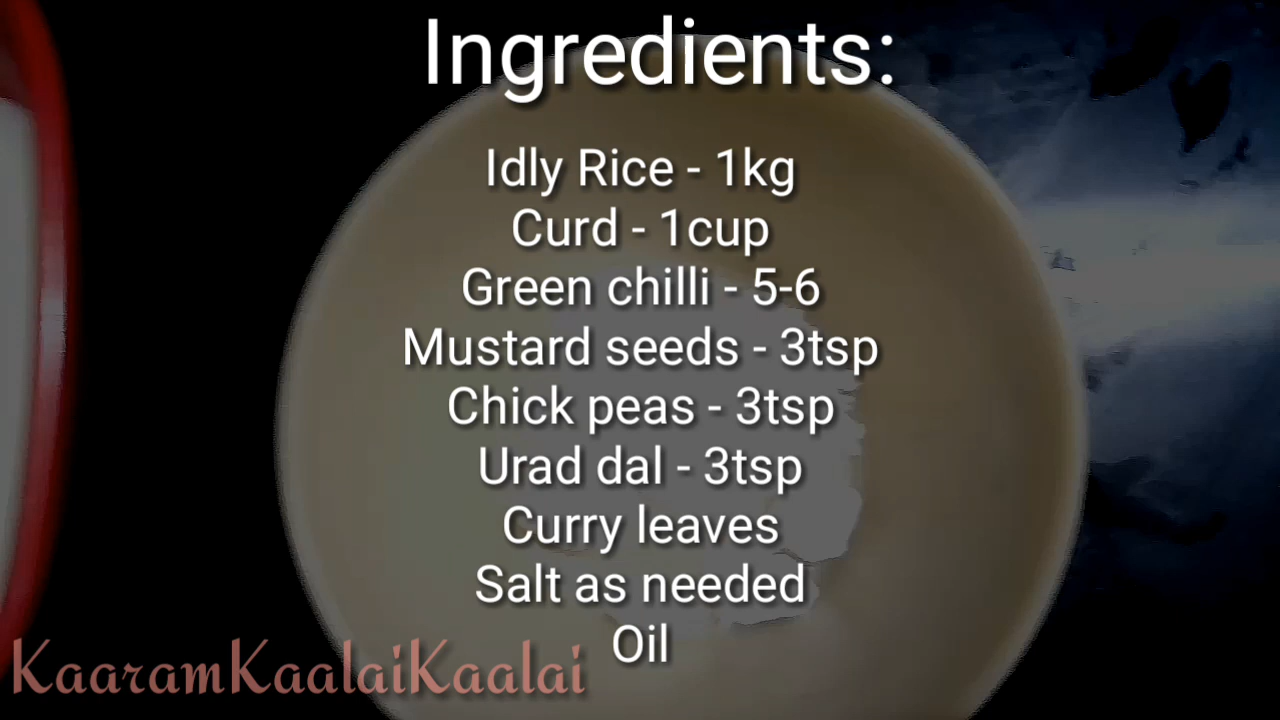 Ingredients:
Idly Rice - 1kg
Curd - 1cup
Green chilli - 5-6
Mustard seeds - 3tsp
Chick peas - 3tsp
Urad dal - 3tsp
Curry leaves
Salt as needed
Oil
KaaramKaalaiKaalai